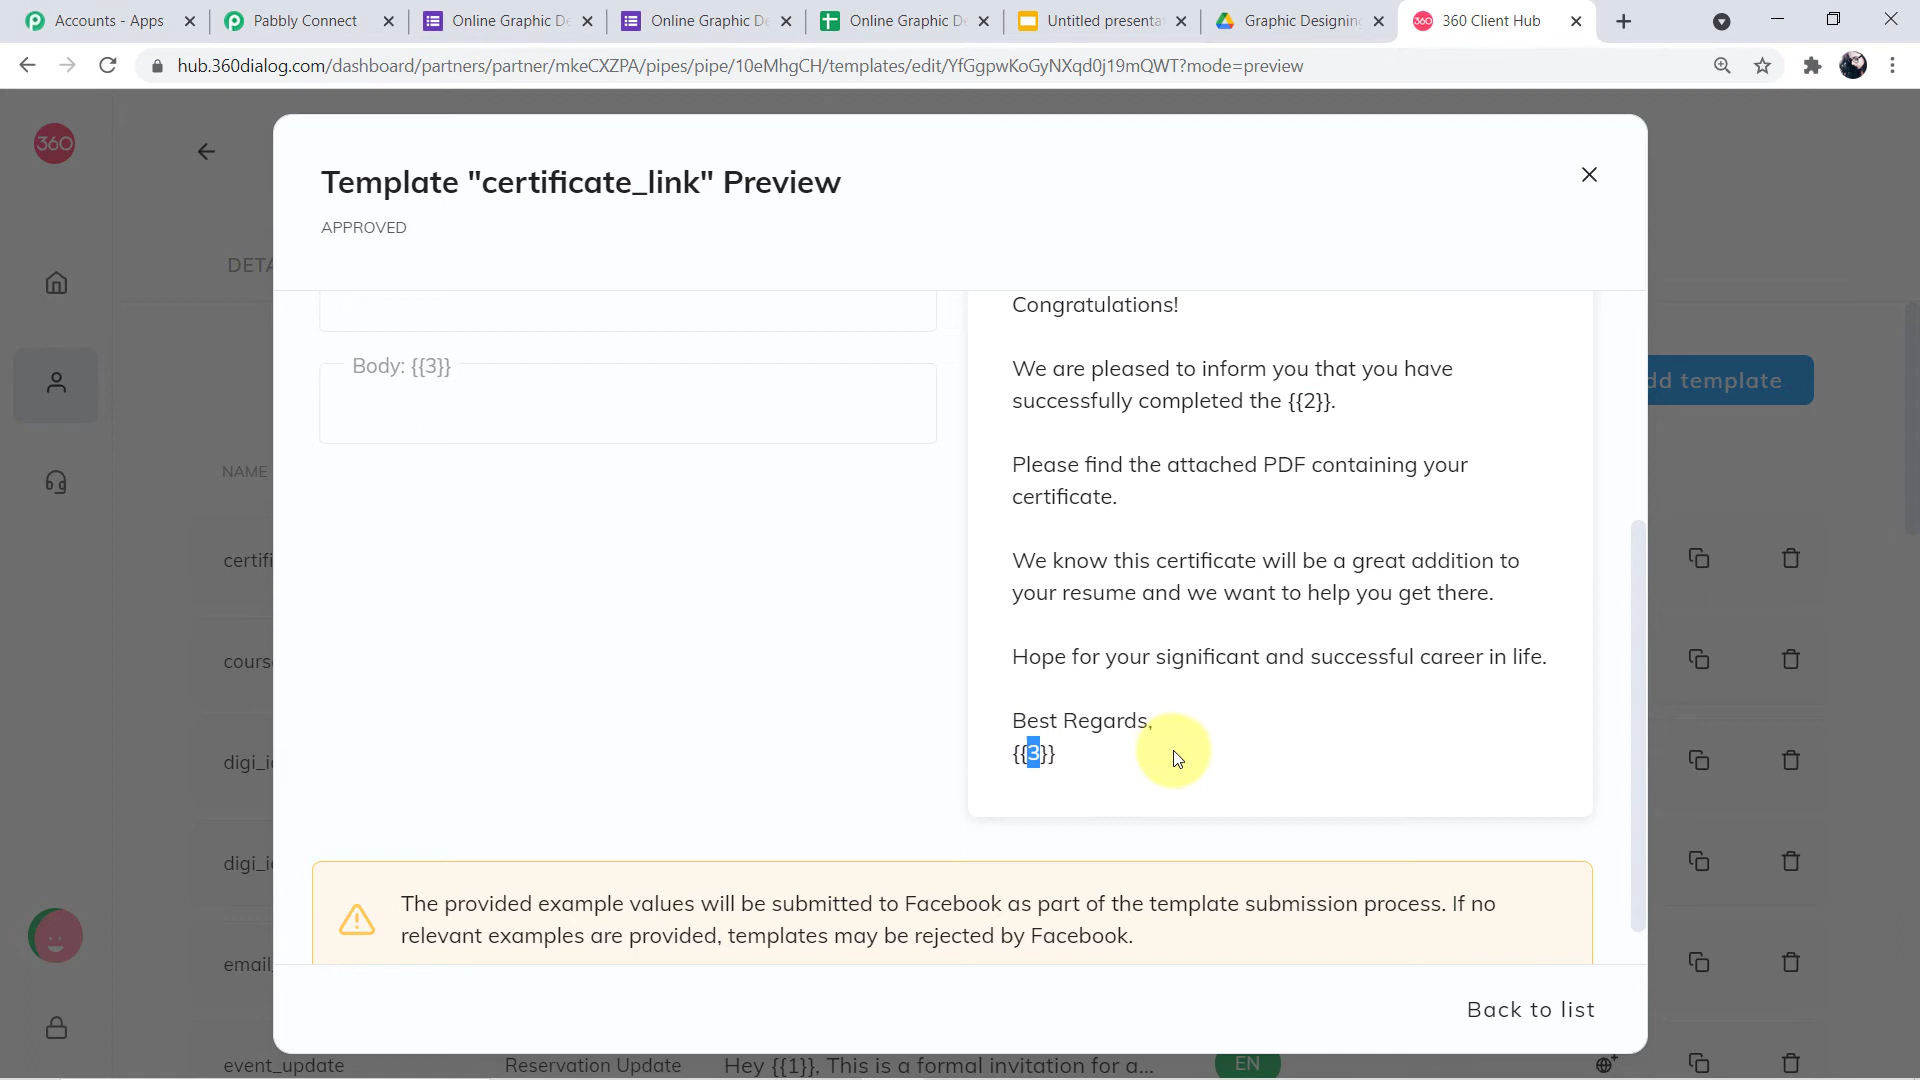 Accounts - Apps
Pabbly Connect
Online Graphic De
Online Graphic De
Online Graphic De
Untitled presentat
Graphic Designing
360 360 Client Hub
hub.360dialog.com/dashboard/partners/partner/mkeCXZPA/pipes/pipe/10eMhgCH/templates/edit/YfGgpwKoGyNXqd0j19mQWT?mode=preview
360
Template "certificate_link" Preview
APPROVED
DETA
Congratulations!
Body: {{3}}
We are pleased to inform you that you have
successfully completed the {{2}}.
dd template
Please find the attached PDF containing your
certificate.
NAME
We know this certificate will be a great addition to
your resume and we want to help you get there.
certifi
Hope for your significant and successful career in life.
cours
Best Regards,
{{3}}
digi_i
digi_i
The provided example values will be submitted to Facebook as part of the template submission process. If no
relevant examples are provided, templates may be rejected by Facebook.
email
Back to list
event_update
Reservation Update
Hey {{1}}, This is a formal invitation for a...
EN